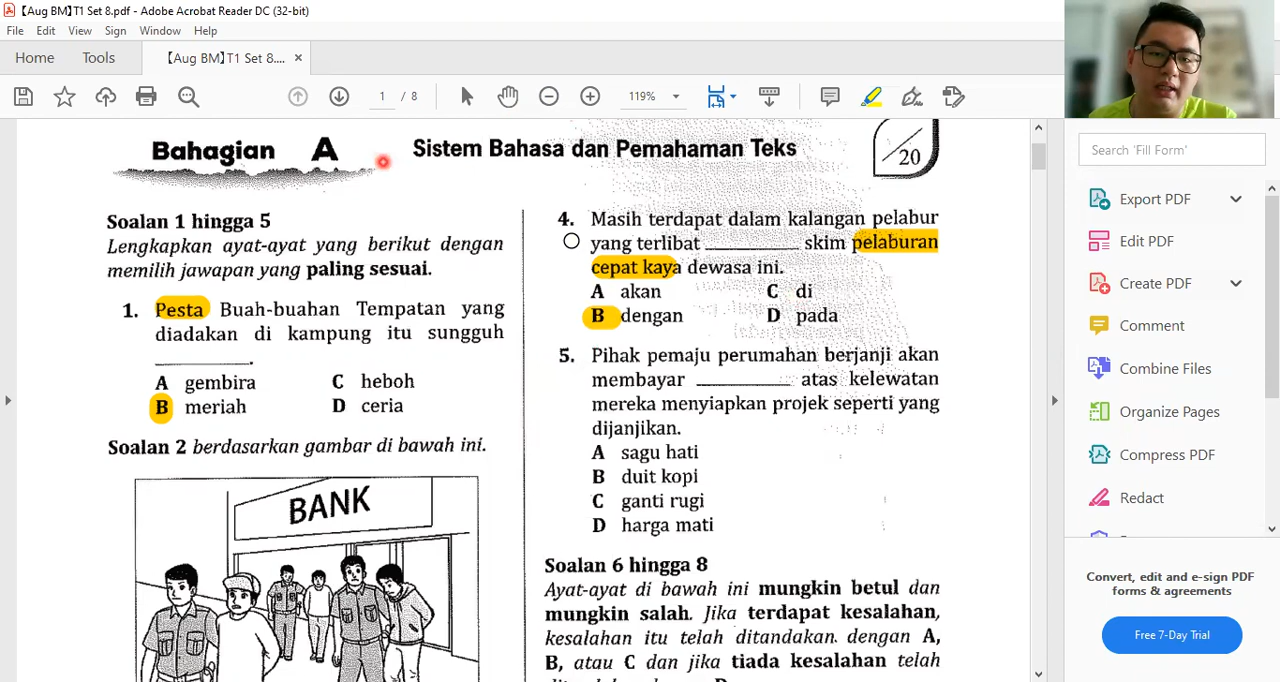 【Aug BM】T1 Set 8.pdf - Adobe Acrobat Reader DC (32-bit)
File Edit View Sign Window Help
Home Tools 【Aug BM】T1 Set 8.... ×
1 / 8 119%
Bahagian A
Sistem Bahasa dan Pemahaman Teks
20
Soalan 1 hingga 5
Lengkapkan ayat-ayat yang berikut dengan
memilih jawapan yang paling sesuai.
1. Pesta Buah-buahan Tempatan yang
diadakan di kampung itu sungguh
____________.
A gembira C heboh
B meriah D ceria
Soalan 2 berdasarkan gambar di bawah ini.
BANK
4. Masih terdapat dalam kalangan pelabur
yang terlibat ____________ skim pelaburan
cepat kaya dewasa ini.
A akan C di
B dengan D pada
5. Pihak pemaju perumahan berjanji akan
membayar ____________ atas kelewatan
mereka menyiapkan projek seperti yang
dijanjikan.
A sagu hati
B duit kopi
C ganti rugi
D harga mati
Soalan 6 hingga 8
Ayat-ayat di bawah ini mungkin betul dan
mungkin salah. Jika terdapat kesalahan,
kesalahan itu telah ditandakan dengan A,
B, atau C dan jika tiada kesalahan telah
Search 'Fill Form'
Export PDF
Edit PDF
Create PDF
Comment
Combine Files
Organize Pages
Compress PDF
Redact
Convert, edit and e-sign PDF
forms & agreements
Free 7-Day Trial